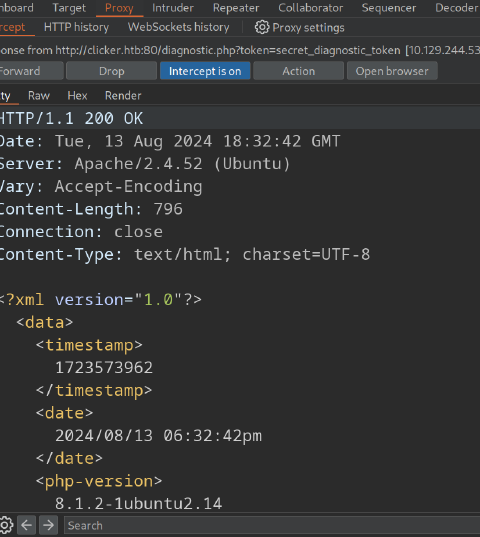 hboard Target Proxy Intruder Repeater Collaborator Sequencer Decoder
rcept HTTP history WebSockets history Proxy settings
onse from http://clicker.htb:80/diagnostic.php?token=secret_diagnostic_token [10.129.244.53
Forward Drop Intercept is on Action Open browser
tty Raw Hex Render
HTTP/1.1 200 OK
Date: Tue, 13 Aug 2024 18:32:42 GMT
Server: Apache/2.4.52 (Ubuntu)
Vary: Accept-Encoding
Content-Length: 796
Connection: close
Content-Type: text/html; charset=UTF-8
<?xml version="1.0"?>
<data>
<timestamp>
1723573962
</timestamp>
<date>
2024/08/13 06:32:42pm
</date>
<php-version>
8.1.2-1ubuntu2.14
Search